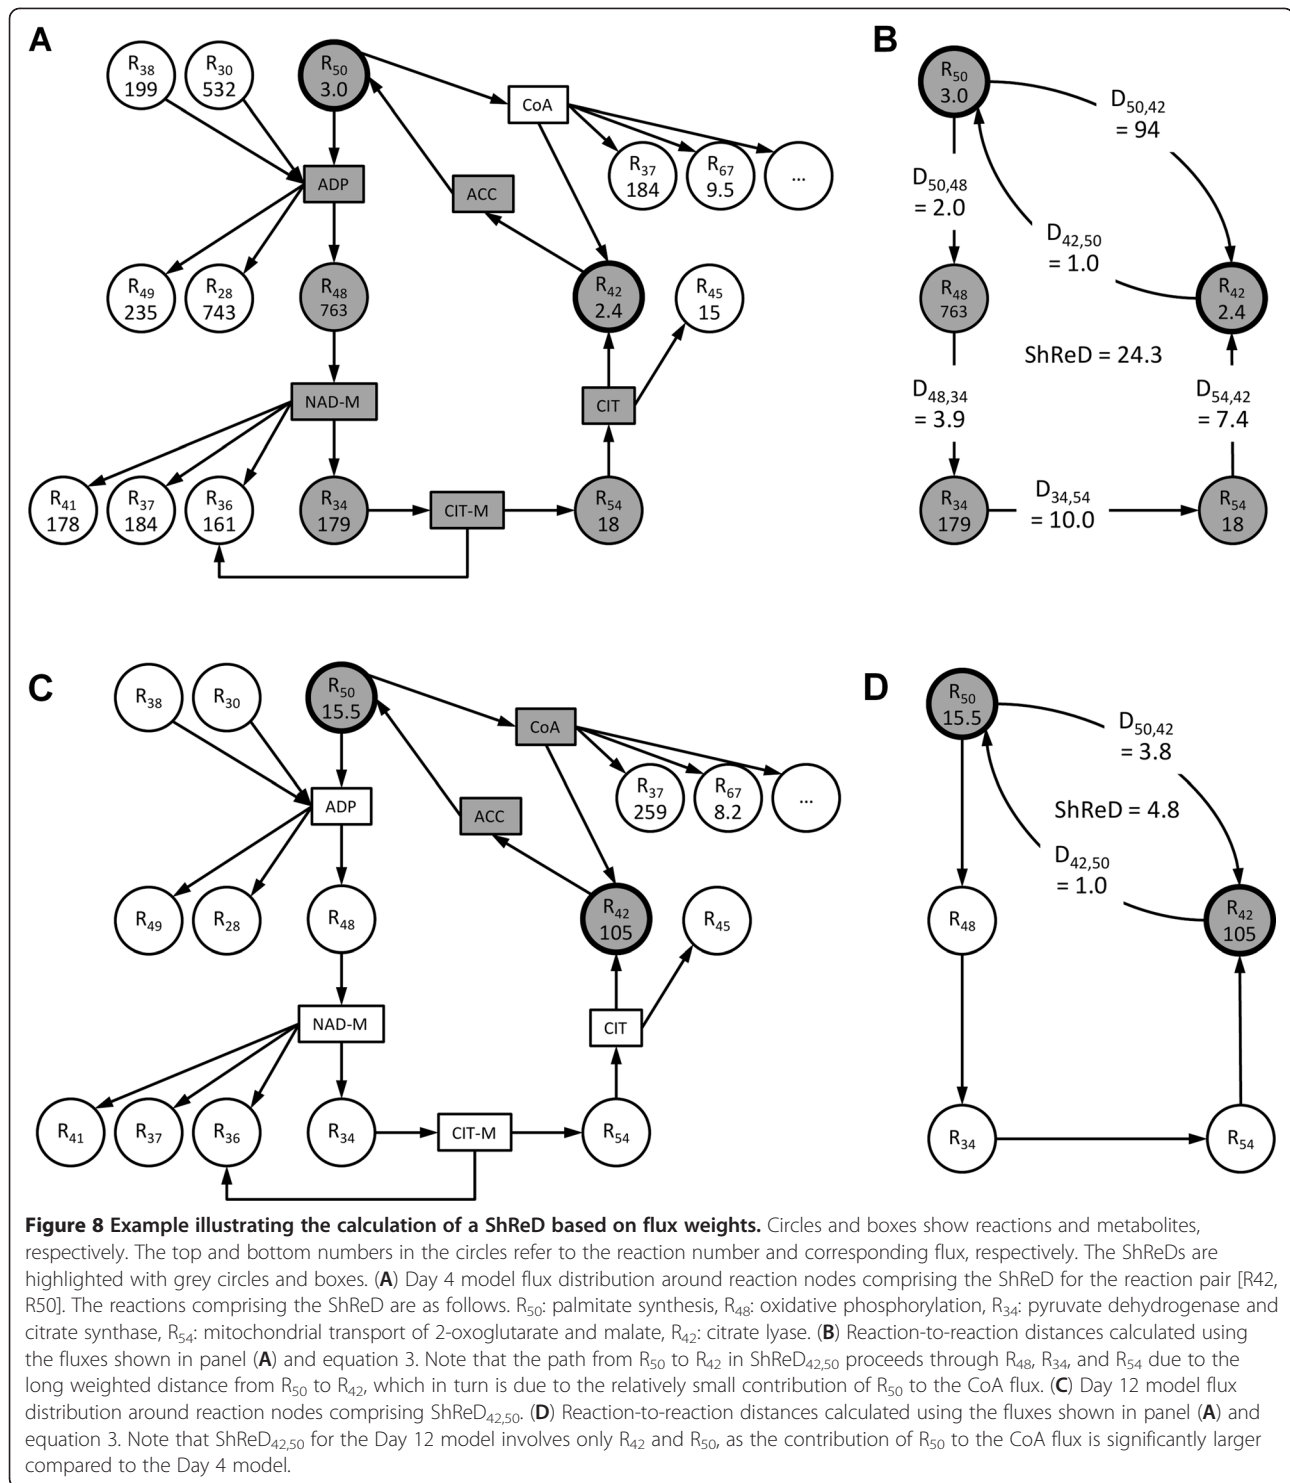 A
R38
199
R30
532
R50
3.0
CoA
R37
184
R67
9.5
...
ADP
ACC
R49
235
R28
743
R48
763
R42
2.4
R45
15
NAD-M
CIT
R41
178
R37
184
R36
161
R34
179
CIT-M
R54
18
B
R50
3.0
D50,42
= 94
D50,48
= 2.0
D42,50
= 1.0
R48
763
R42
2.4
ShReD = 24.3
D48,34
= 3.9
D54,42
= 7.4
R34
179
D34,54
= 10.0
R54
18
C
R38
R30
R50
15.5
CoA
R37
259
R67
8.2
...
ADP
ACC
R49
R28
R48
R42
105
R45
NAD-M
CIT
R41
R37
R36
R34
CIT-M
R54
D
R50
15.5
D50,42
= 3.8
ShReD = 4.8
D42,50
= 1.0
R48
R42
105
R34
R54
Figure 8 Example illustrating the calculation of a ShReD based on flux weights. Circles and boxes show reactions and metabolites,
respectively. The top and bottom numbers in the circles refer to the reaction number and corresponding flux, respectively. The ShReDs are
highlighted with grey circles and boxes. (A) Day 4 model flux distribution around reaction nodes comprising the ShReD for the reaction pair [R42,
R50]. The reactions comprising the ShReD are as follows. R50: palmitate synthesis, R48: oxidative phosphorylation, R34: pyruvate dehydrogenase and
citrate synthase, R54: mitochondrial transport of 2-oxoglutarate and malate, R42: citrate lyase. (B) Reaction-to-reaction distances calculated using
the fluxes shown in panel (A) and equation 3. Note that the path from R50 to R42 in ShReD42,50 proceeds through R48, R34, and R54 due to the
long weighted distance from R50 to R42, which in turn is due to the relatively small contribution of R50 to the CoA flux. (C) Day 12 model flux
distribution around reaction nodes comprising ShReD42,50. (D) Reaction-to-reaction distances calculated using the fluxes shown in panel (A) and
equation 3. Note that ShReD42,50 for the Day 12 model involves only R42 and R50, as the contribution of R50 to the CoA flux is significantly larger
compared to the Day 4 model.